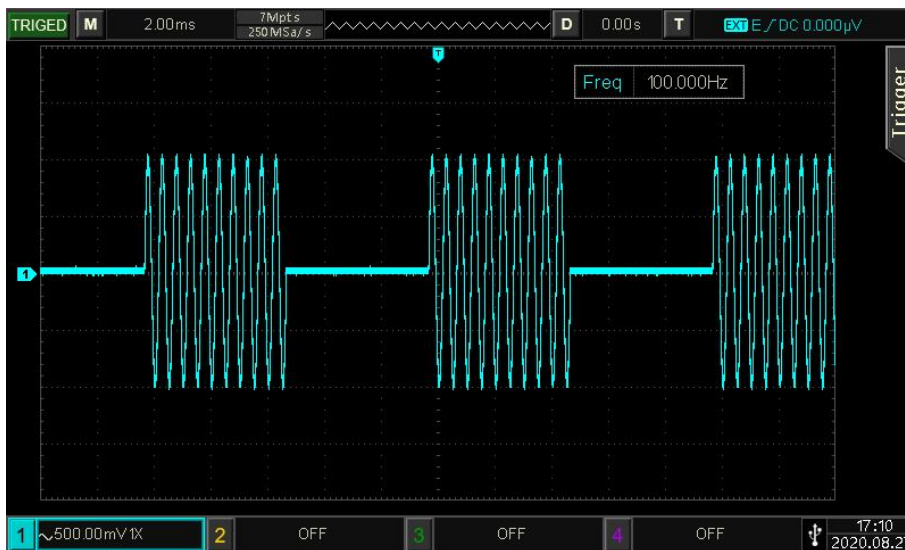 TRIGED M 2.00ms 7Mpts D 0.00s T EXT E DC 0.000μV
250MSa/s
T
Freq 100.000Hz
Trigger
1
1 500.00mV 1X 2 OFF 3 OFF 4 OFF 17:10
2020.08.27